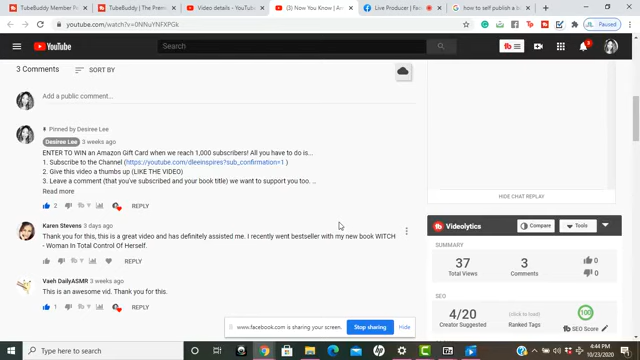 TubeBuddy Member P
TubeBuddy | The Prem
Video details - YouTube
(3) Now You Know | An
Live Producer | Fac
how to self publish a b
youtube.com/watch?v=0NNuYNFXPGk
Paused
YouTube
Search
3
3 Comments
SORT BY
Add a public comment...
Pinned by Desiree Lee
Desiree Lee 3 weeks ago
ENTER TO WIN an Amazon Gift Card when we reach 1,000 subscribers! All you have to do is...
1. Subscribe to the Channel (https://youtube.com/dleeinspires?sub_confirmation=1 )
2. Give this video a thumbs up (LIKE THE VIDEO)
3. Leave a comment (that you've subscribed and your book title) we want to support you too. ...
Read more
2 REPLY
Karen Stevens 3 days ago
Thank you for this, this is a great video and has definitely assisted me. I recently went bestseller with my new book WITCH
- Woman In Total Control Of Herself.
REPLY
Vaeh DailyASMR 3 weeks ago
This is an awesome vid. Thank you for this.
1 REPLY
HIDE CHAT REPLAY
Videolytics
Compare
Tools
SUMMARY
37
Total Views
3
Comments
0
0
SEO
4/20
Creator Suggested
(click to load)
Ranked Tags
100
SEO Score
www.facebook.com is sharing your screen.
Stop sharing
Hide
Type here to search
4:44 PM
10/23/2020